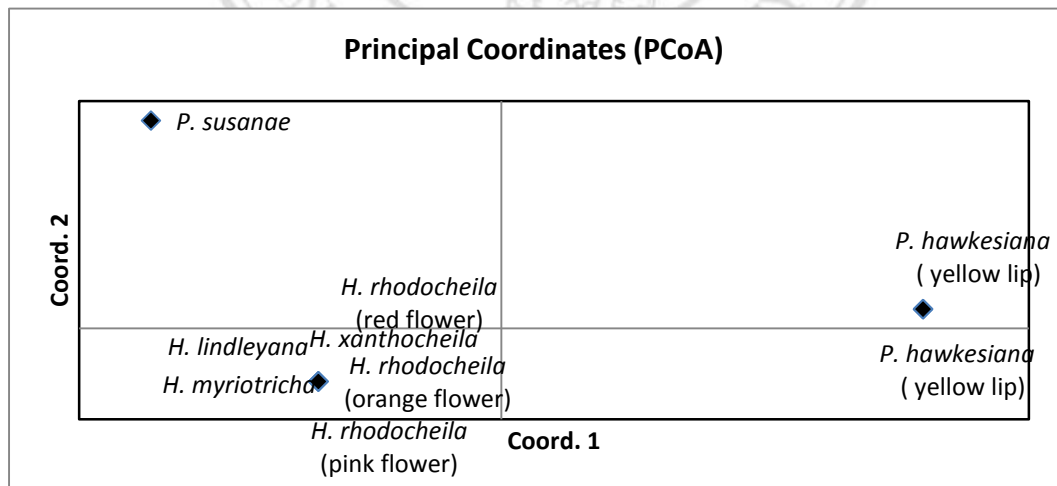 Principal Coordinates (PCoA)
P. susanae
Coord. 2
P. hawkesiana
( yellow lip)
H. rhodocheila
(red flower)
H. xanthocheila
H. lindleyana
H. rhodocheila
(orange flower)
H. myriotricha
P. hawkesiana
( yellow lip)
H. rhodocheila
(pink flower)
Coord. 1